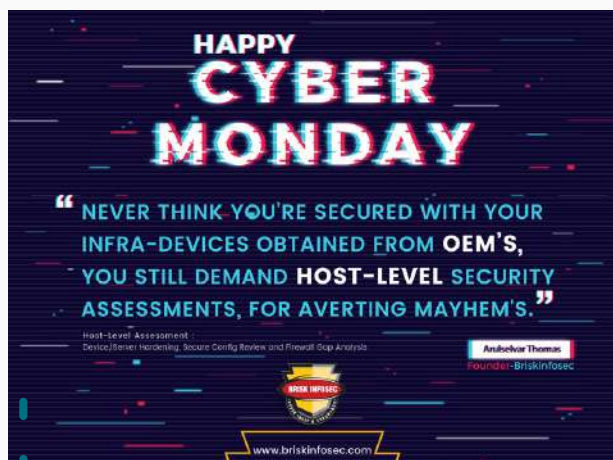 HAPPY
CYBER
MONDAY
“ NEVER THINK YOU'RE SECURED WITH YOUR
INFRA-DEVICES OBTAINED FROM OEM'S,
YOU STILL DEMAND HOST-LEVEL SECURITY
ASSESSMENTS, FOR AVERTING MAYHEM'S.”
Host-Level Assessment :
Device/Server Hardening, Secure Config Review and Firewall Gap Analysis
Arulselvar Thomas
Founder-Briskinfosec
BRISK INFOSEC
www.briskinfosec.com